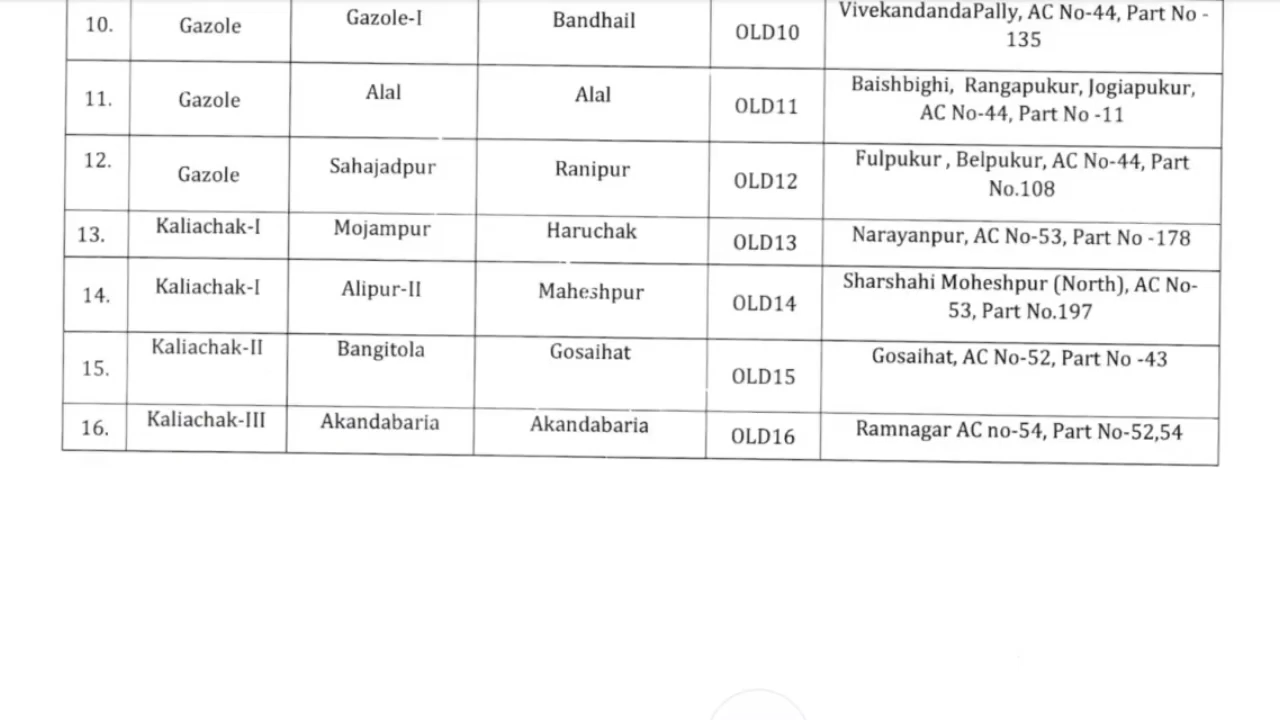 10. Gazole Gazole-I Bandhail OLD10 VivekandandaPally, AC No-44, Part No -
135
11. Gazole Alal Alal OLD11 Baishbighi, Rangapukur, Jogiapukur,
AC No-44, Part No -11
12. Gazole Sahajadpur Ranipur OLD12 Fulpukur , Belpukur, AC No-44, Part
No.108
13. Kaliachak-I Mojampur Haruchak OLD13 Narayanpur, AC No-53, Part No -178
14. Kaliachak-I Alipur-II Maheshpur OLD14 Sharshahi Moheshpur (North), AC No-
53, Part No.197
15. Kaliachak-II Bangitola Gosaihat OLD15 Gosaihat, AC No-52, Part No -43
16. Kaliachak-III Akandabaria Akandabaria OLD16 Ramnagar AC no-54, Part No-52,54